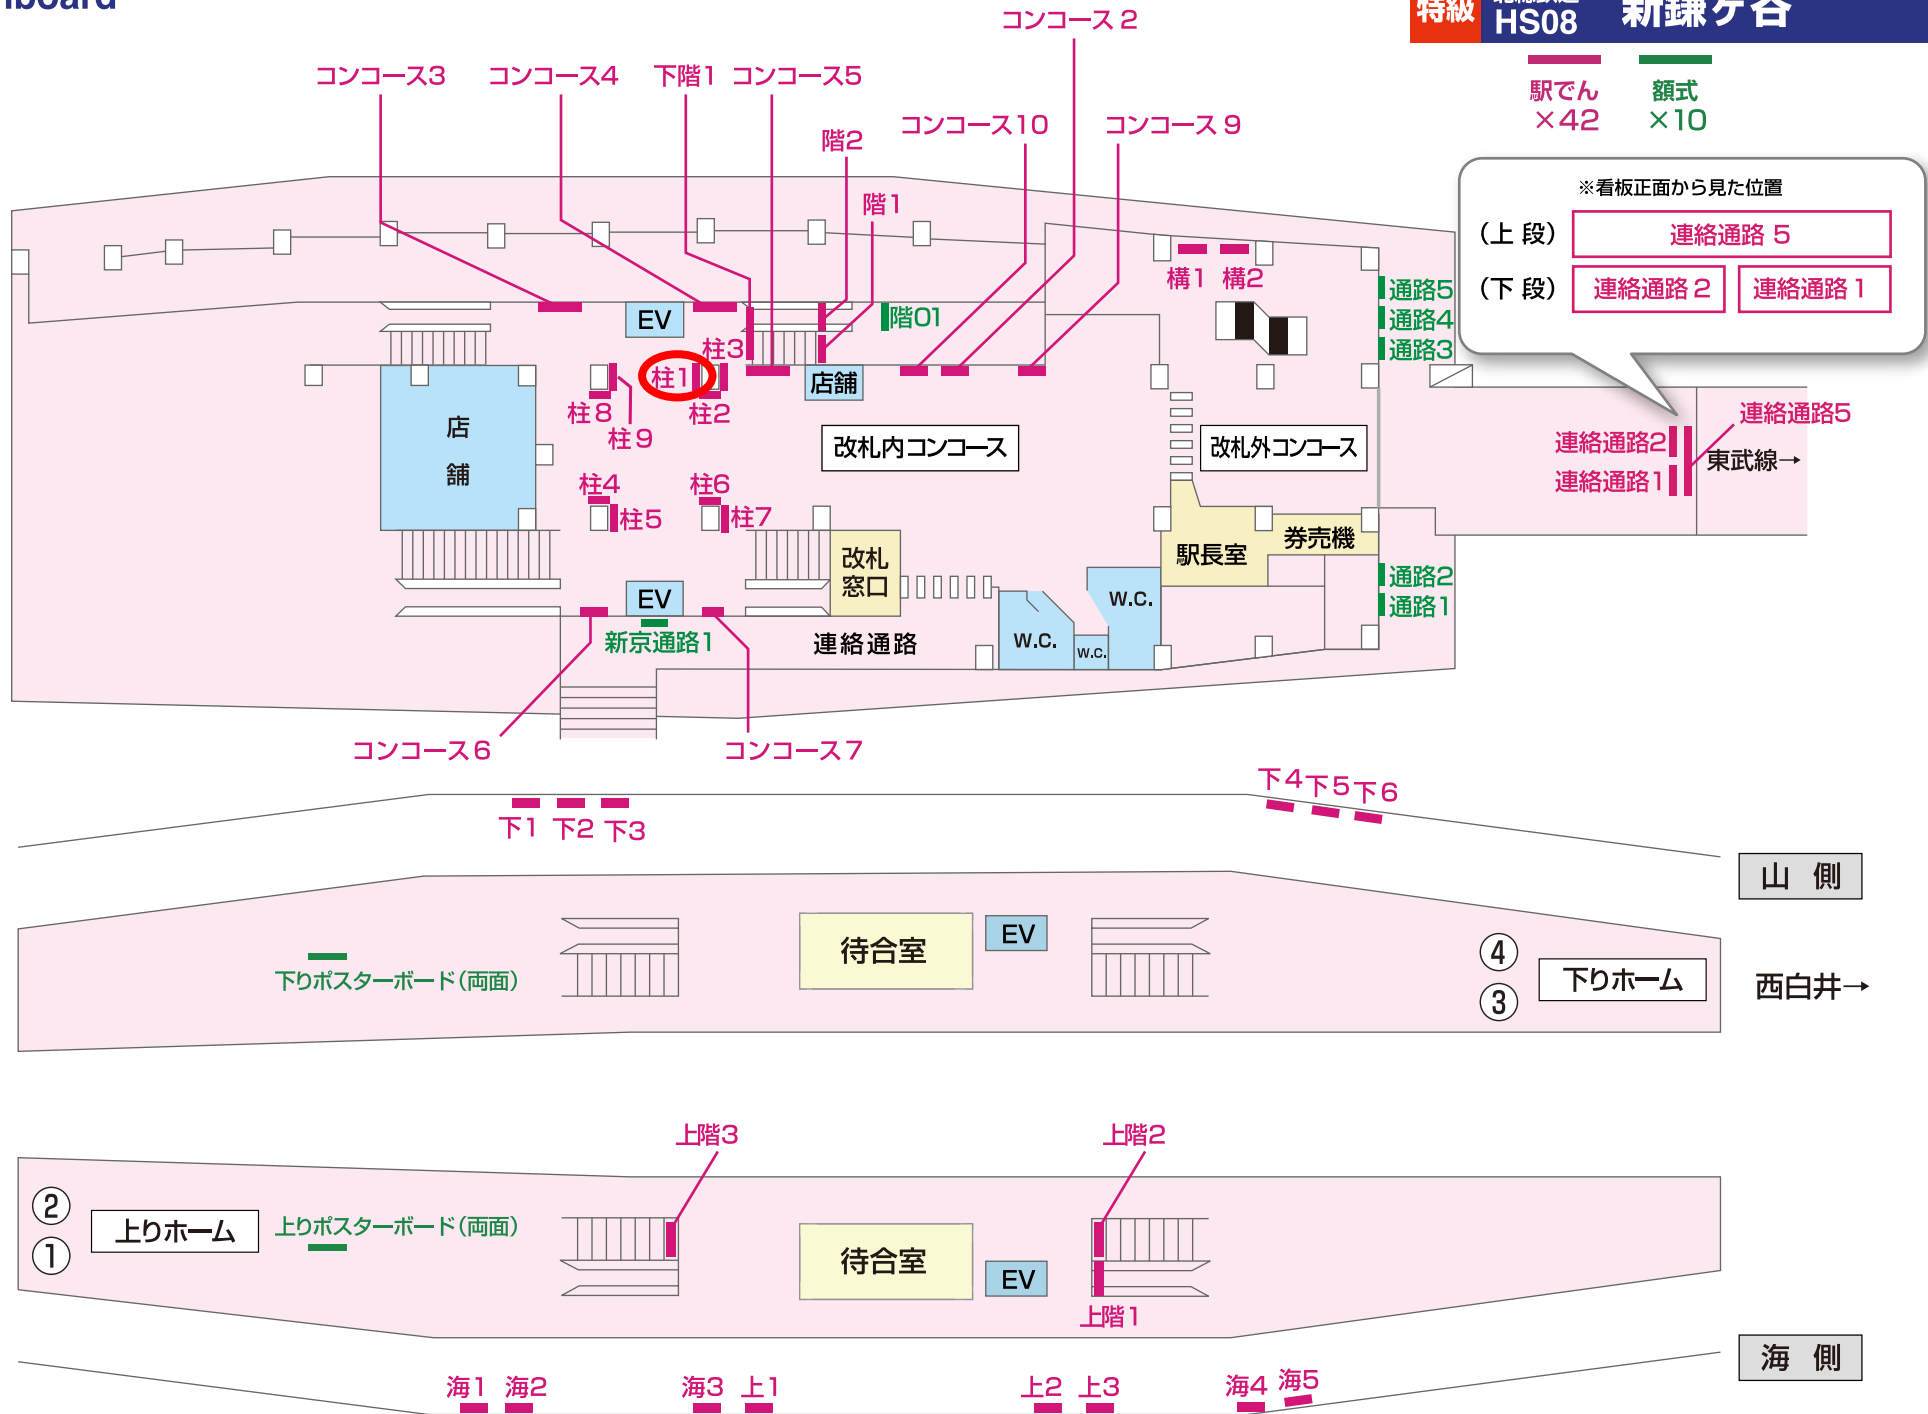 特級
HS08
新鎌ヶ谷
駅でん
×42
額式
×10
コンコース 2
コンコース3
コンコース4
下階1
コンコース5
階2
コンコース10
コンコース 9
階1
※看板正面から見た位置
（上 段） 連絡通路 5
（下 段） 連絡通路 2 連絡通路 1
構1 構2
通路5
通路4
通路3
EV
階01
柱3
柱1
店舗
柱8
柱2
柱9
店
舗
改札内コンコース
改札外コンコース
連絡通路5
連絡通路2
連絡通路1
東武線→
柱4
柱5
柱6
柱7
改札
窓口
駅長室
券売機
通路2
通路1
EV
新京通路1
連絡通路
W.C.
W.C.
W.C.
コンコース 6
コンコース 7
下1 下2 下3
下4 下5 下6
山 側
待合室
EV
下りポスターボード（両面）
④
③
下りホーム
西白井→
上階3
上階2
②
①
上りホーム
上りポスターボード（両面）
待合室
EV
上階1
海 側
海1 海2 海3 上1 上2 上3 海4 海5